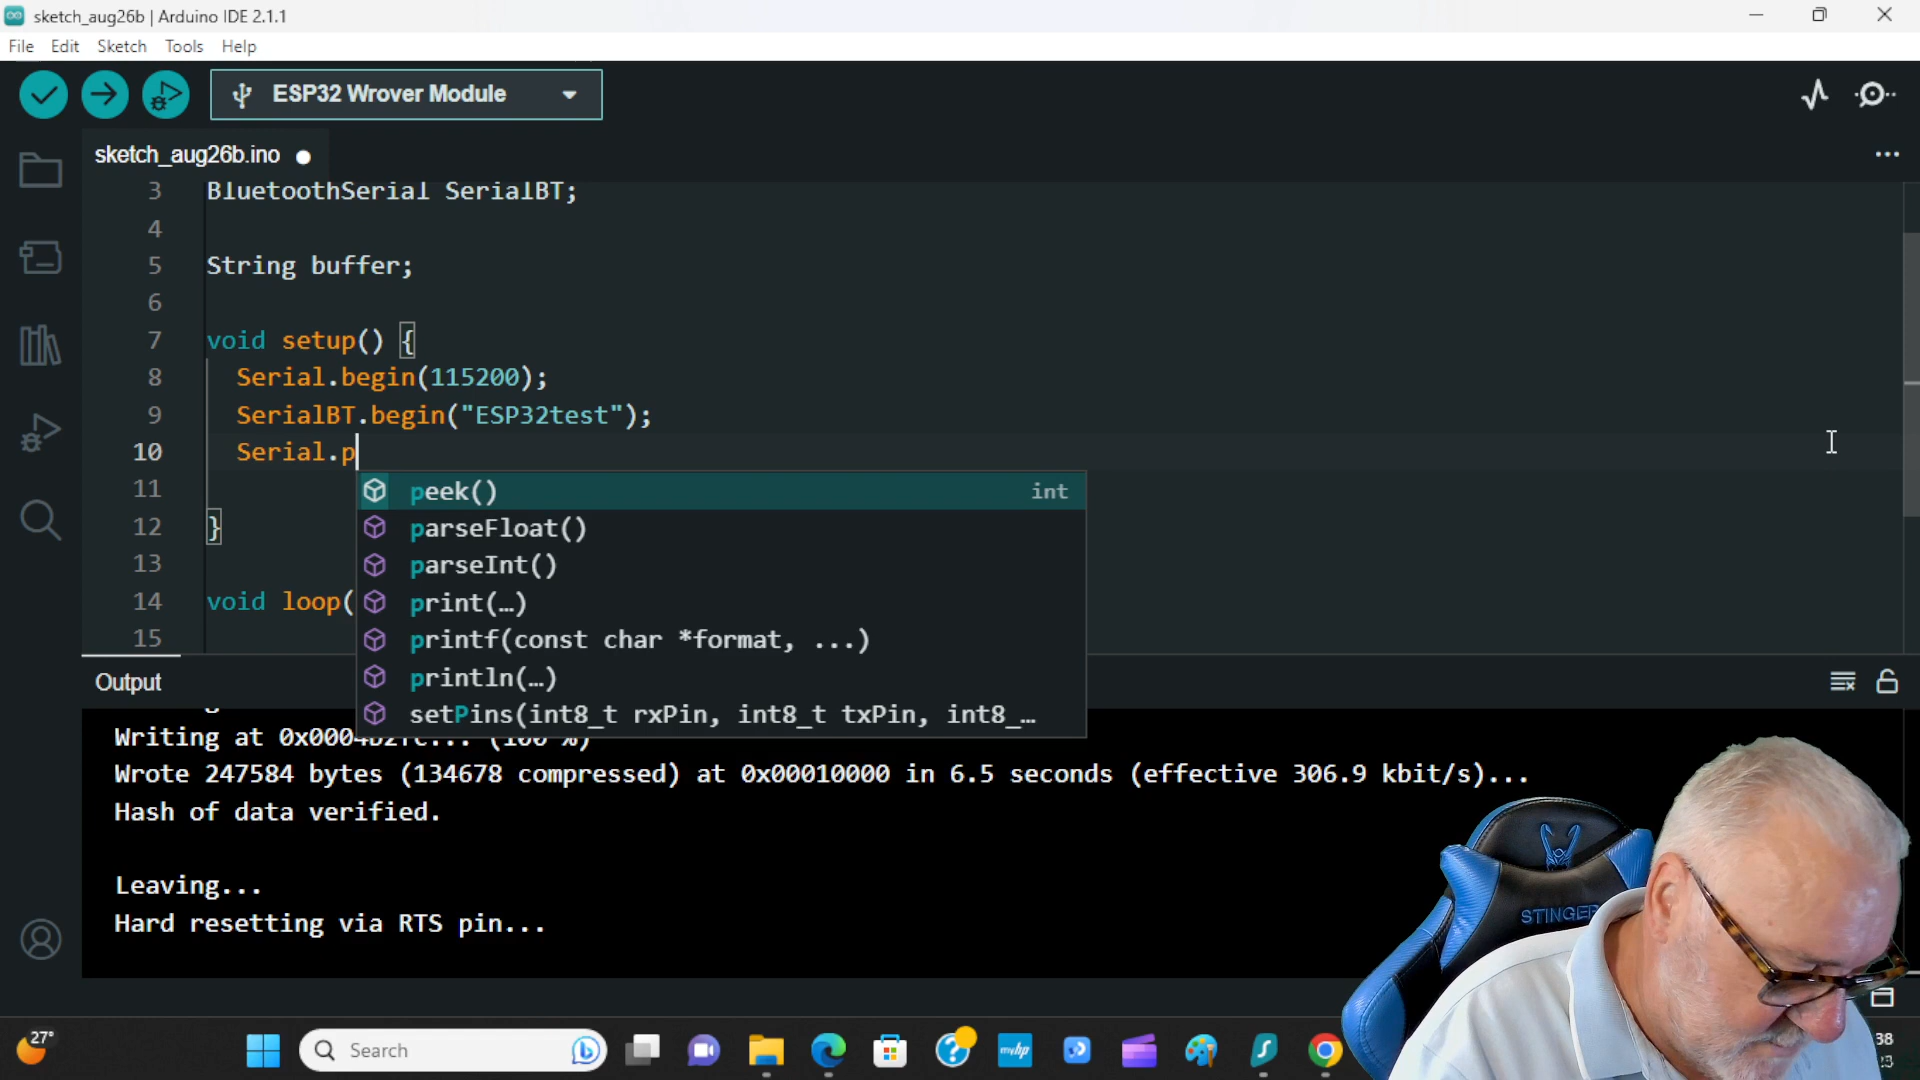 sketch_aug26b | Arduino IDE 2.1.1
File Edit Sketch Tools Help
ESP32 Wrover Module
sketch_aug26b.ino
3 BluetoothSerial SerialBT;
4
5 String buffer;
6
7 void setup() {
8 Serial.begin(115200);
9 SerialBT.begin("ESP32test");
10 Serial.p
peek() int
11
parseFloat()
12 }
parseInt()
13
print(…)
14 void loop(
printf(const char *format, ...)
15
println(…)
setPins(int8_t rxPin, int8_t txPin, int8_…
Output
Writing at
Wrote 247584 bytes (134678 compressed) at 0x00010000 in 6.5 seconds (effective 306.9 kbit/s)...
Hash of data verified.
Leaving...
Hard resetting via RTS pin...
STINGER
27°
Search
myhp
38